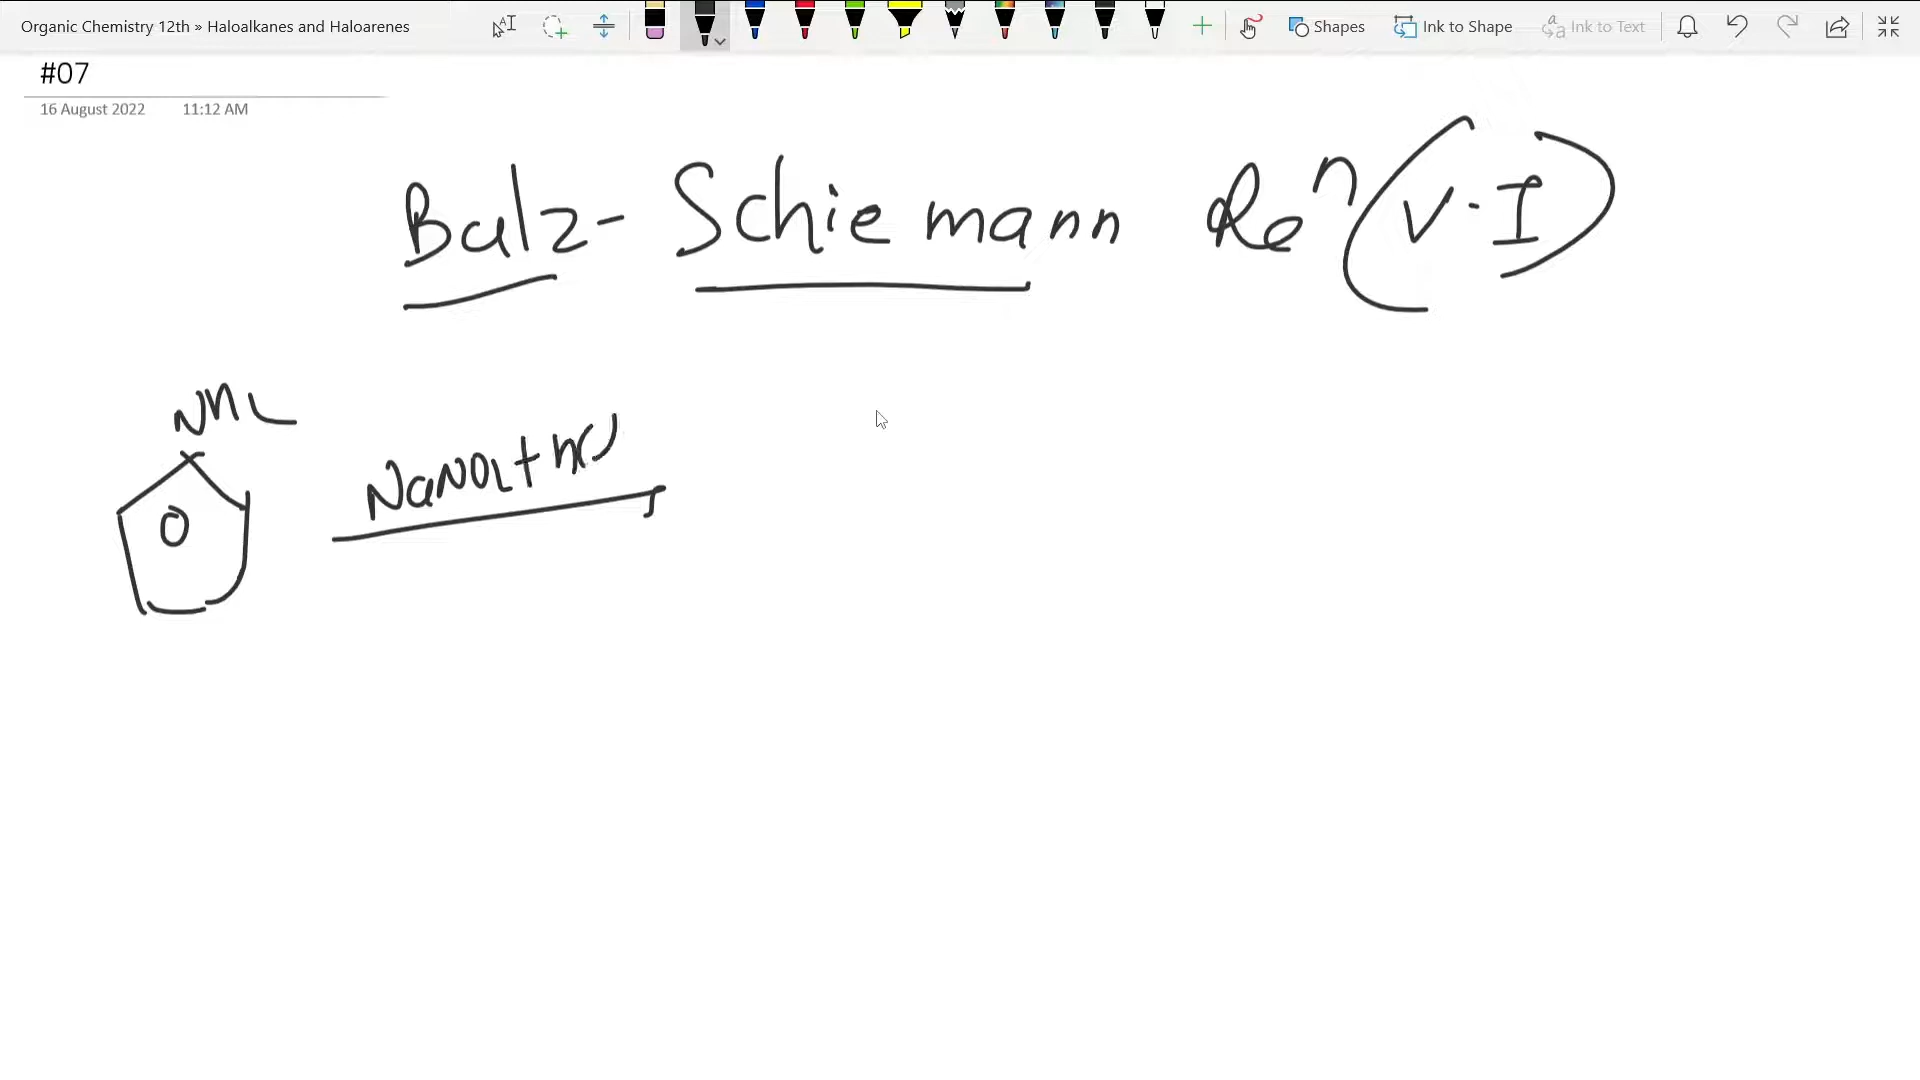 Organic Chemistry 12th » Haloalkanes and Haloarenes
Shapes
Ink to Shape
Ink to Text
#07
16 August 2022 11:12 AM
Balz- Schiemann Reⁿ (V.I)
NH₂
NaNO₂+HCl
O